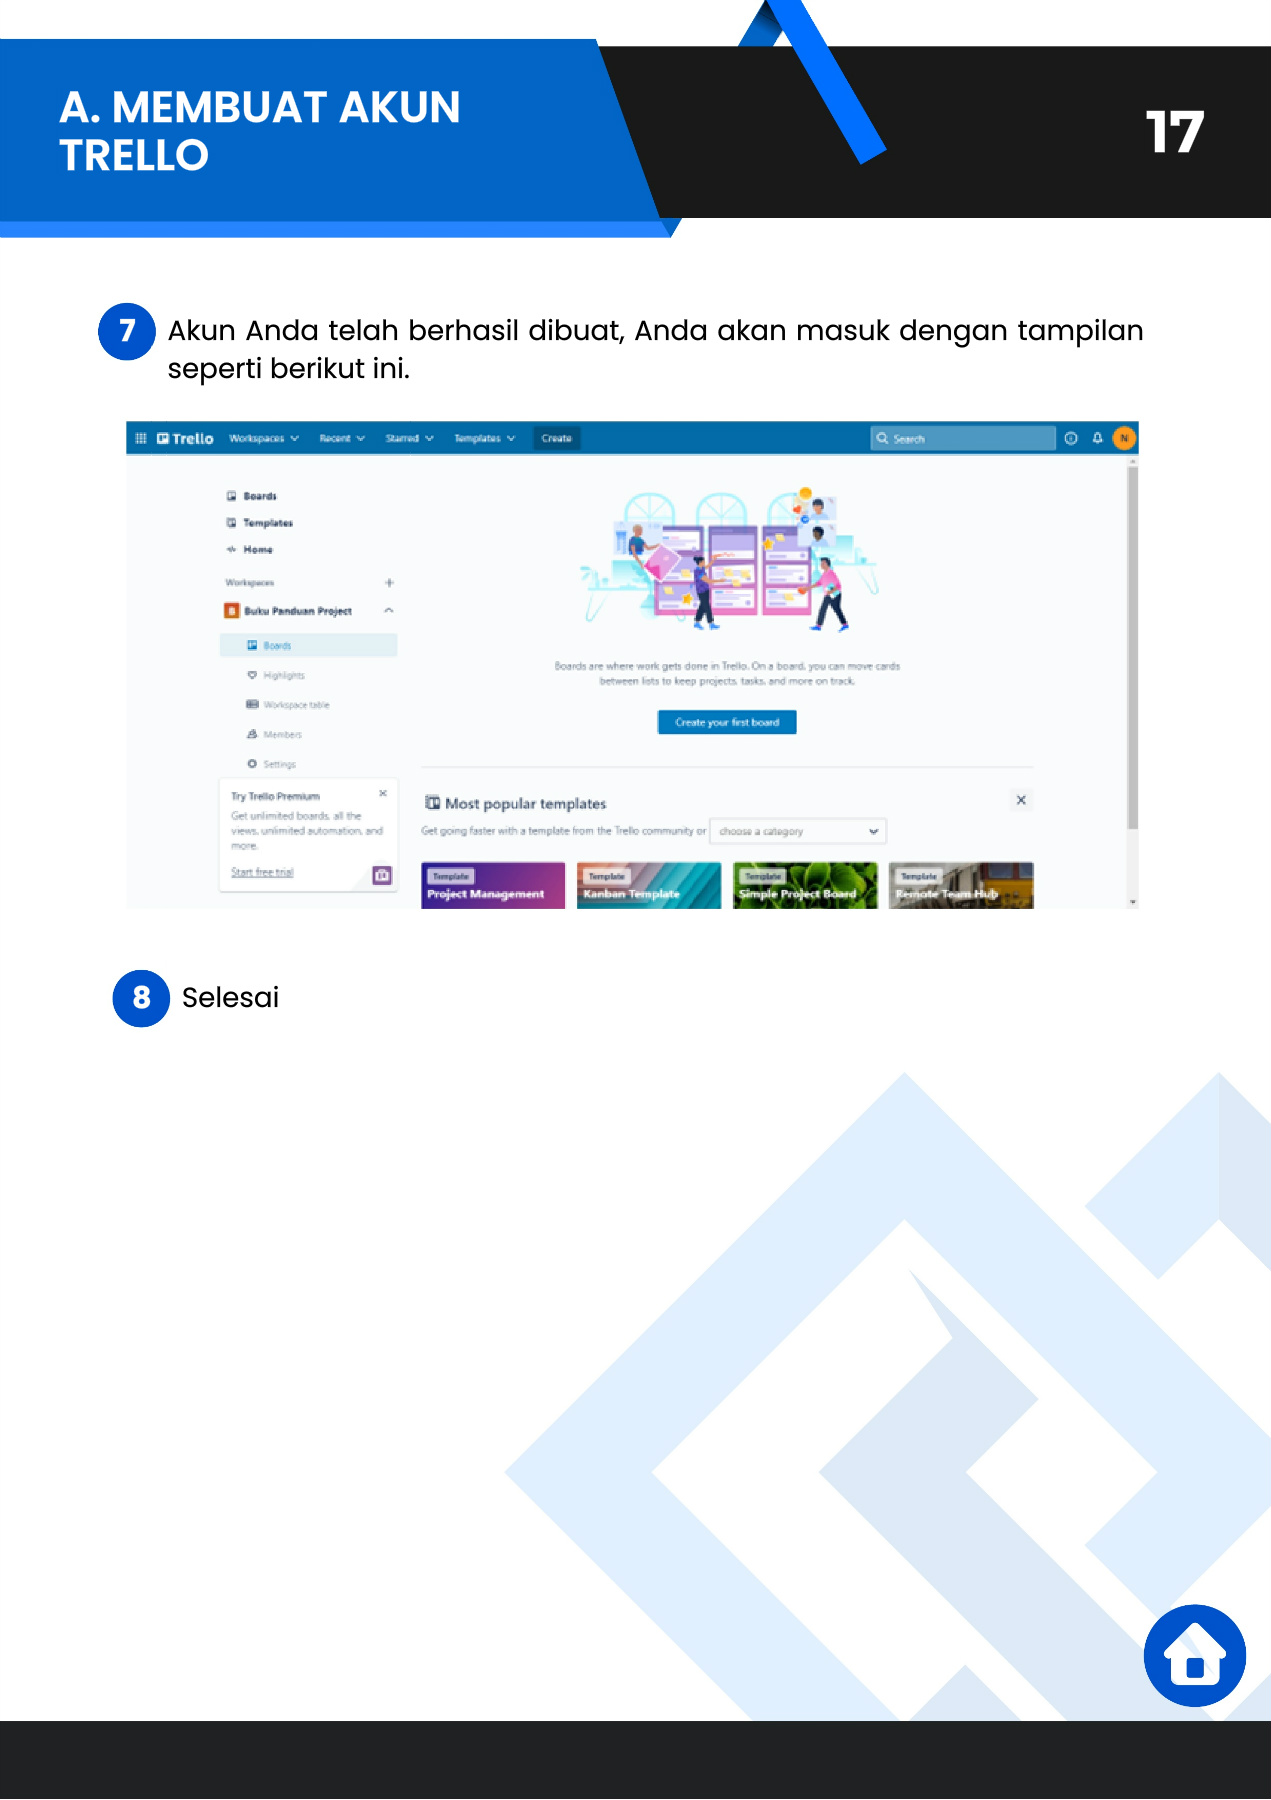 A. MEMBUAT AKUN
TRELLO
17
7
Akun Anda telah berhasil dibuat, Anda akan masuk dengan tampilan
seperti berikut ini.
Trello Workspaces Recent Starred Templates Create Search N
Boards
Templates
Home
Workspaces
B Buku Panduan Project
Boards
Highlights
Workspace table
Members
Settings
Try Trello Premium
Get unlimited boards, all the
views, unlimited automation, and
more.
Start free trial
Boards are where work gets done in Trello. On a board, you can move cards
between lists to keep projects, tasks, and more on track.
Create your first board
Most popular templates
Get going faster with a template from the Trello community or choose a category
Template
Project Management
Template
Kanban Template
Template
Simple Project Board
Template
Remote Team Hub
8
Selesai